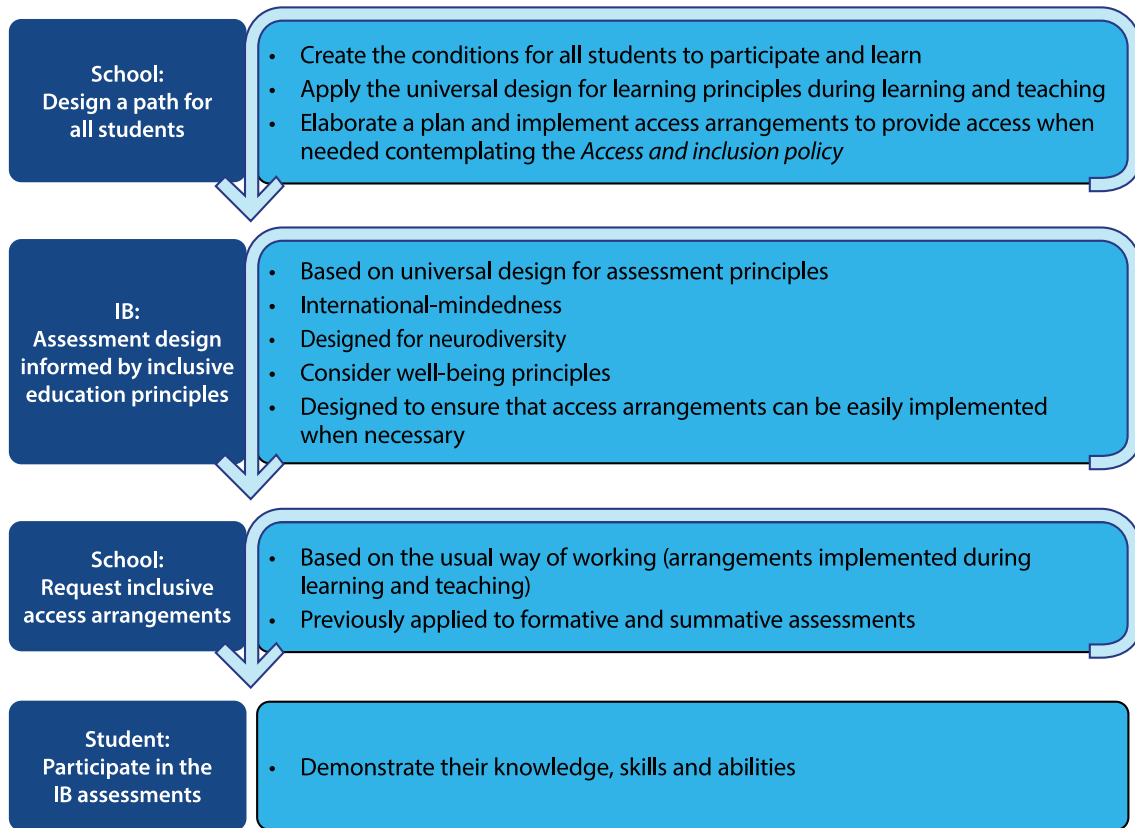 School:
Design a path for
all students
• Create the conditions for all students to participate and learn
• Apply the universal design for learning principles during learning and teaching
• Elaborate a plan and implement access arrangements to provide access when
needed contemplating the Access and inclusion policy
IB:
Assessment design
informed by inclusive
education principles
• Based on universal design for assessment principles
• International-mindedness
• Designed for neurodiversity
• Consider well-being principles
• Designed to ensure that access arrangements can be easily implemented
when necessary
School:
Request inclusive
access arrangements
• Based on the usual way of working (arrangements implemented during
learning and teaching)
• Previously applied to formative and summative assessments
Student:
Participate in the
IB assessments
• Demonstrate their knowledge, skills and abilities